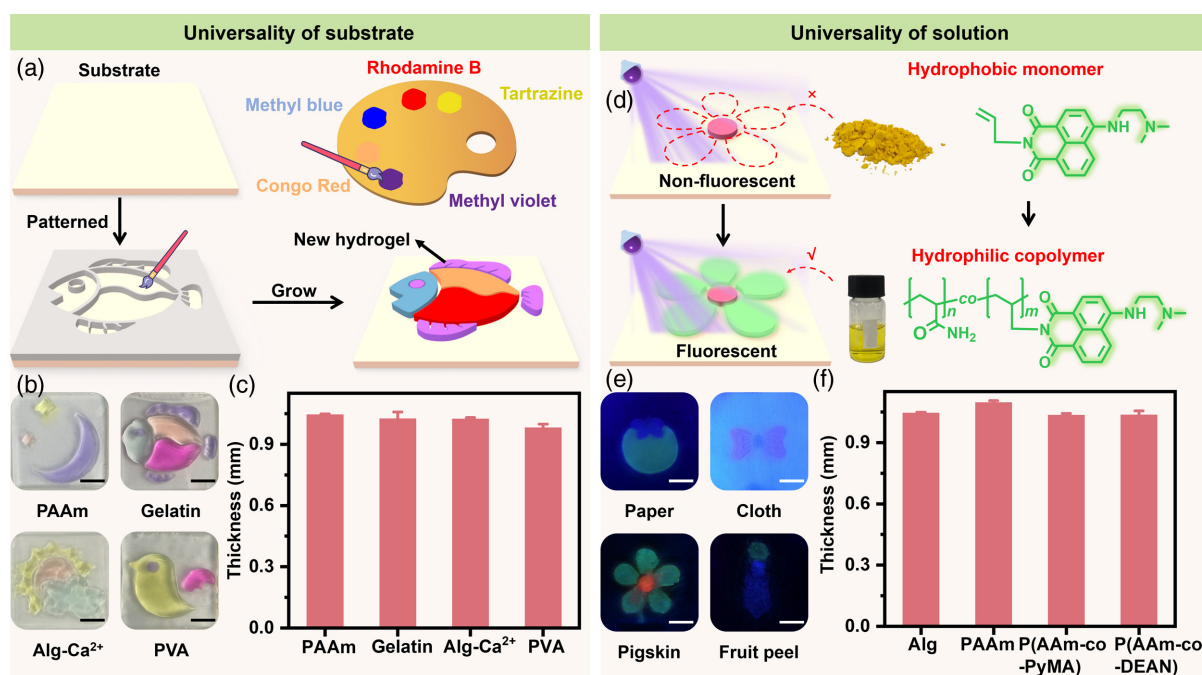 Universality of substrate
(a)
Substrate
Rhodamine B
Methyl blue
Tartrazine
Congo Red
Methyl violet
Patterned
New hydrogel
Grow
(b)
PAAm
Gelatin
Alg-Ca²⁺
PVA
(c)
Thickness (mm)
0.9
0.6
0.3
0.0
PAAm Gelatin Alg-Ca²⁺ PVA
Universality of solution
(d)
×
Non-fluorescent
Hydrophobic monomer
O
N
O
NH
N
√
Fluorescent
Hydrophilic copolymer
n
co
m
O
NH₂
O
N
O
NH
N
(e)
Paper
Cloth
Pigskin
Fruit peel
(f)
Thickness (mm)
0.9
0.6
0.3
0.0
Alg PAAm P(AAm-co P(AAm-co
-PyMA) -DEAN)